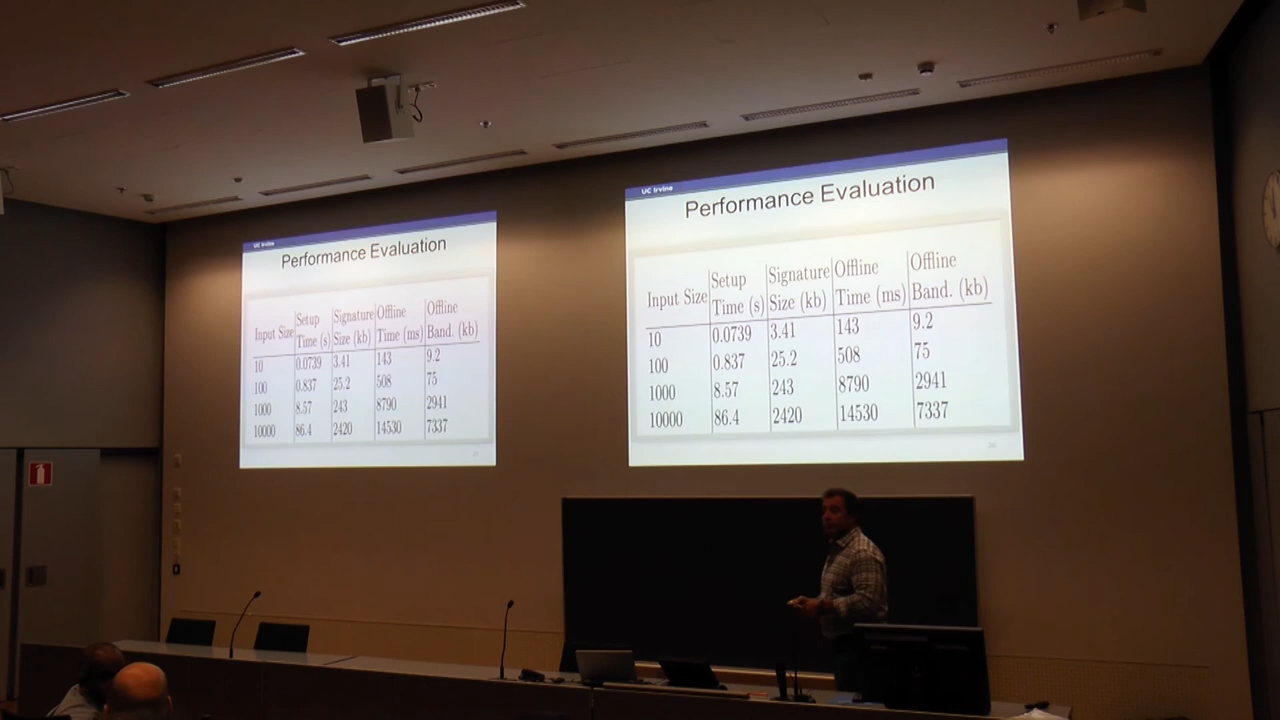 UC Irvine
Performance Evaluation
Input Size Setup Time (s) Signature Size (kb) Offline Time (ms) Offline Band. (kb)
10 0.0739 3.41 143 9.2
100 0.837 25.2 508 75
1000 8.57 243 8790 2941
10000 86.4 2420 14530 7337
UC Irvine
Performance Evaluation
Input Size Setup Time (s) Signature Size (kb) Offline Time (ms) Offline Band. (kb)
10 0.0739 3.41 143 9.2
100 0.837 25.2 508 75
1000 8.57 243 8790 2941
10000 86.4 2420 14530 7337